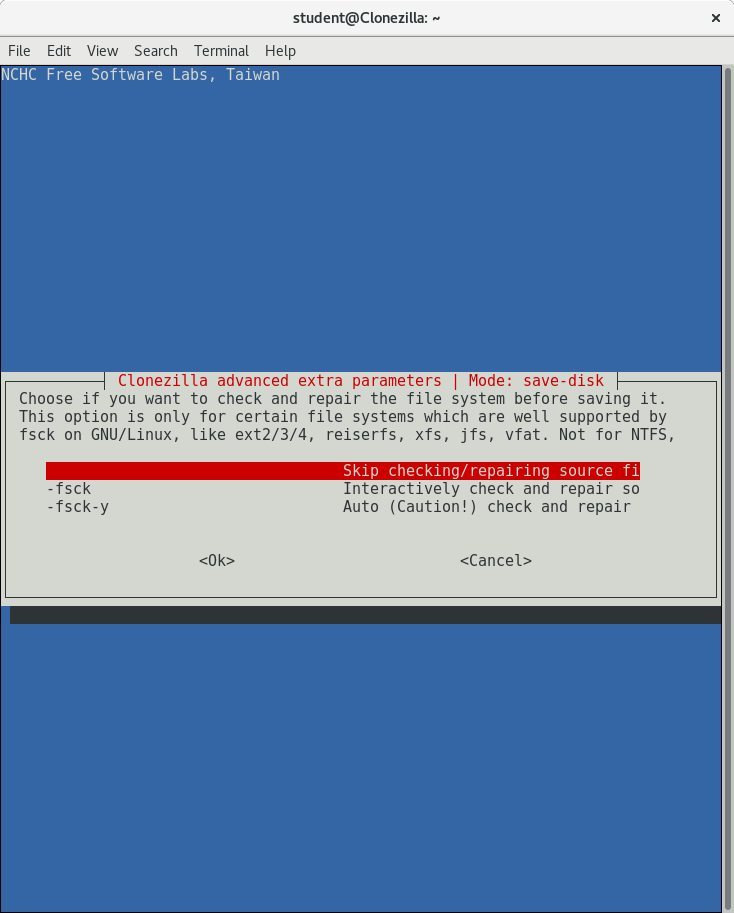 student@Clonezilla: ~
File Edit View Search Terminal Help
NCHC Free Software Labs, Taiwan
Clonezilla advanced extra parameters | Mode: save-disk
Choose if you want to check and repair the file system before saving it.
This option is only for certain file systems which are well supported by
fsck on GNU/Linux, like ext2/3/4, reiserfs, xfs, jfs, vfat. Not for NTFS,
Skip checking/repairing source fi
-fsck Interactively check and repair so
-fsck-y Auto (Caution!) check and repair
<Ok> <Cancel>